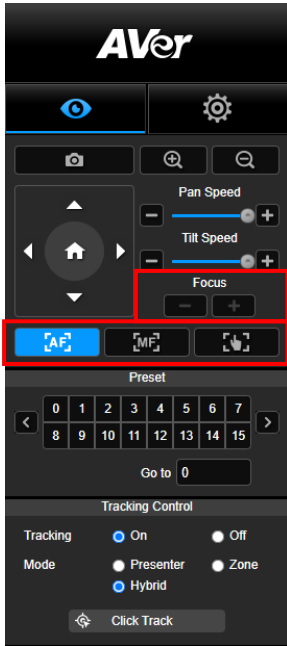 AVer
Pan Speed
Tilt Speed
Focus
AF MF
Preset
0 1 2 3 4 5 6 7
8 9 10 11 12 13 14 15
Go to 0
Tracking Control
Tracking On Off
Mode Presenter Zone
Hybrid
Click Track